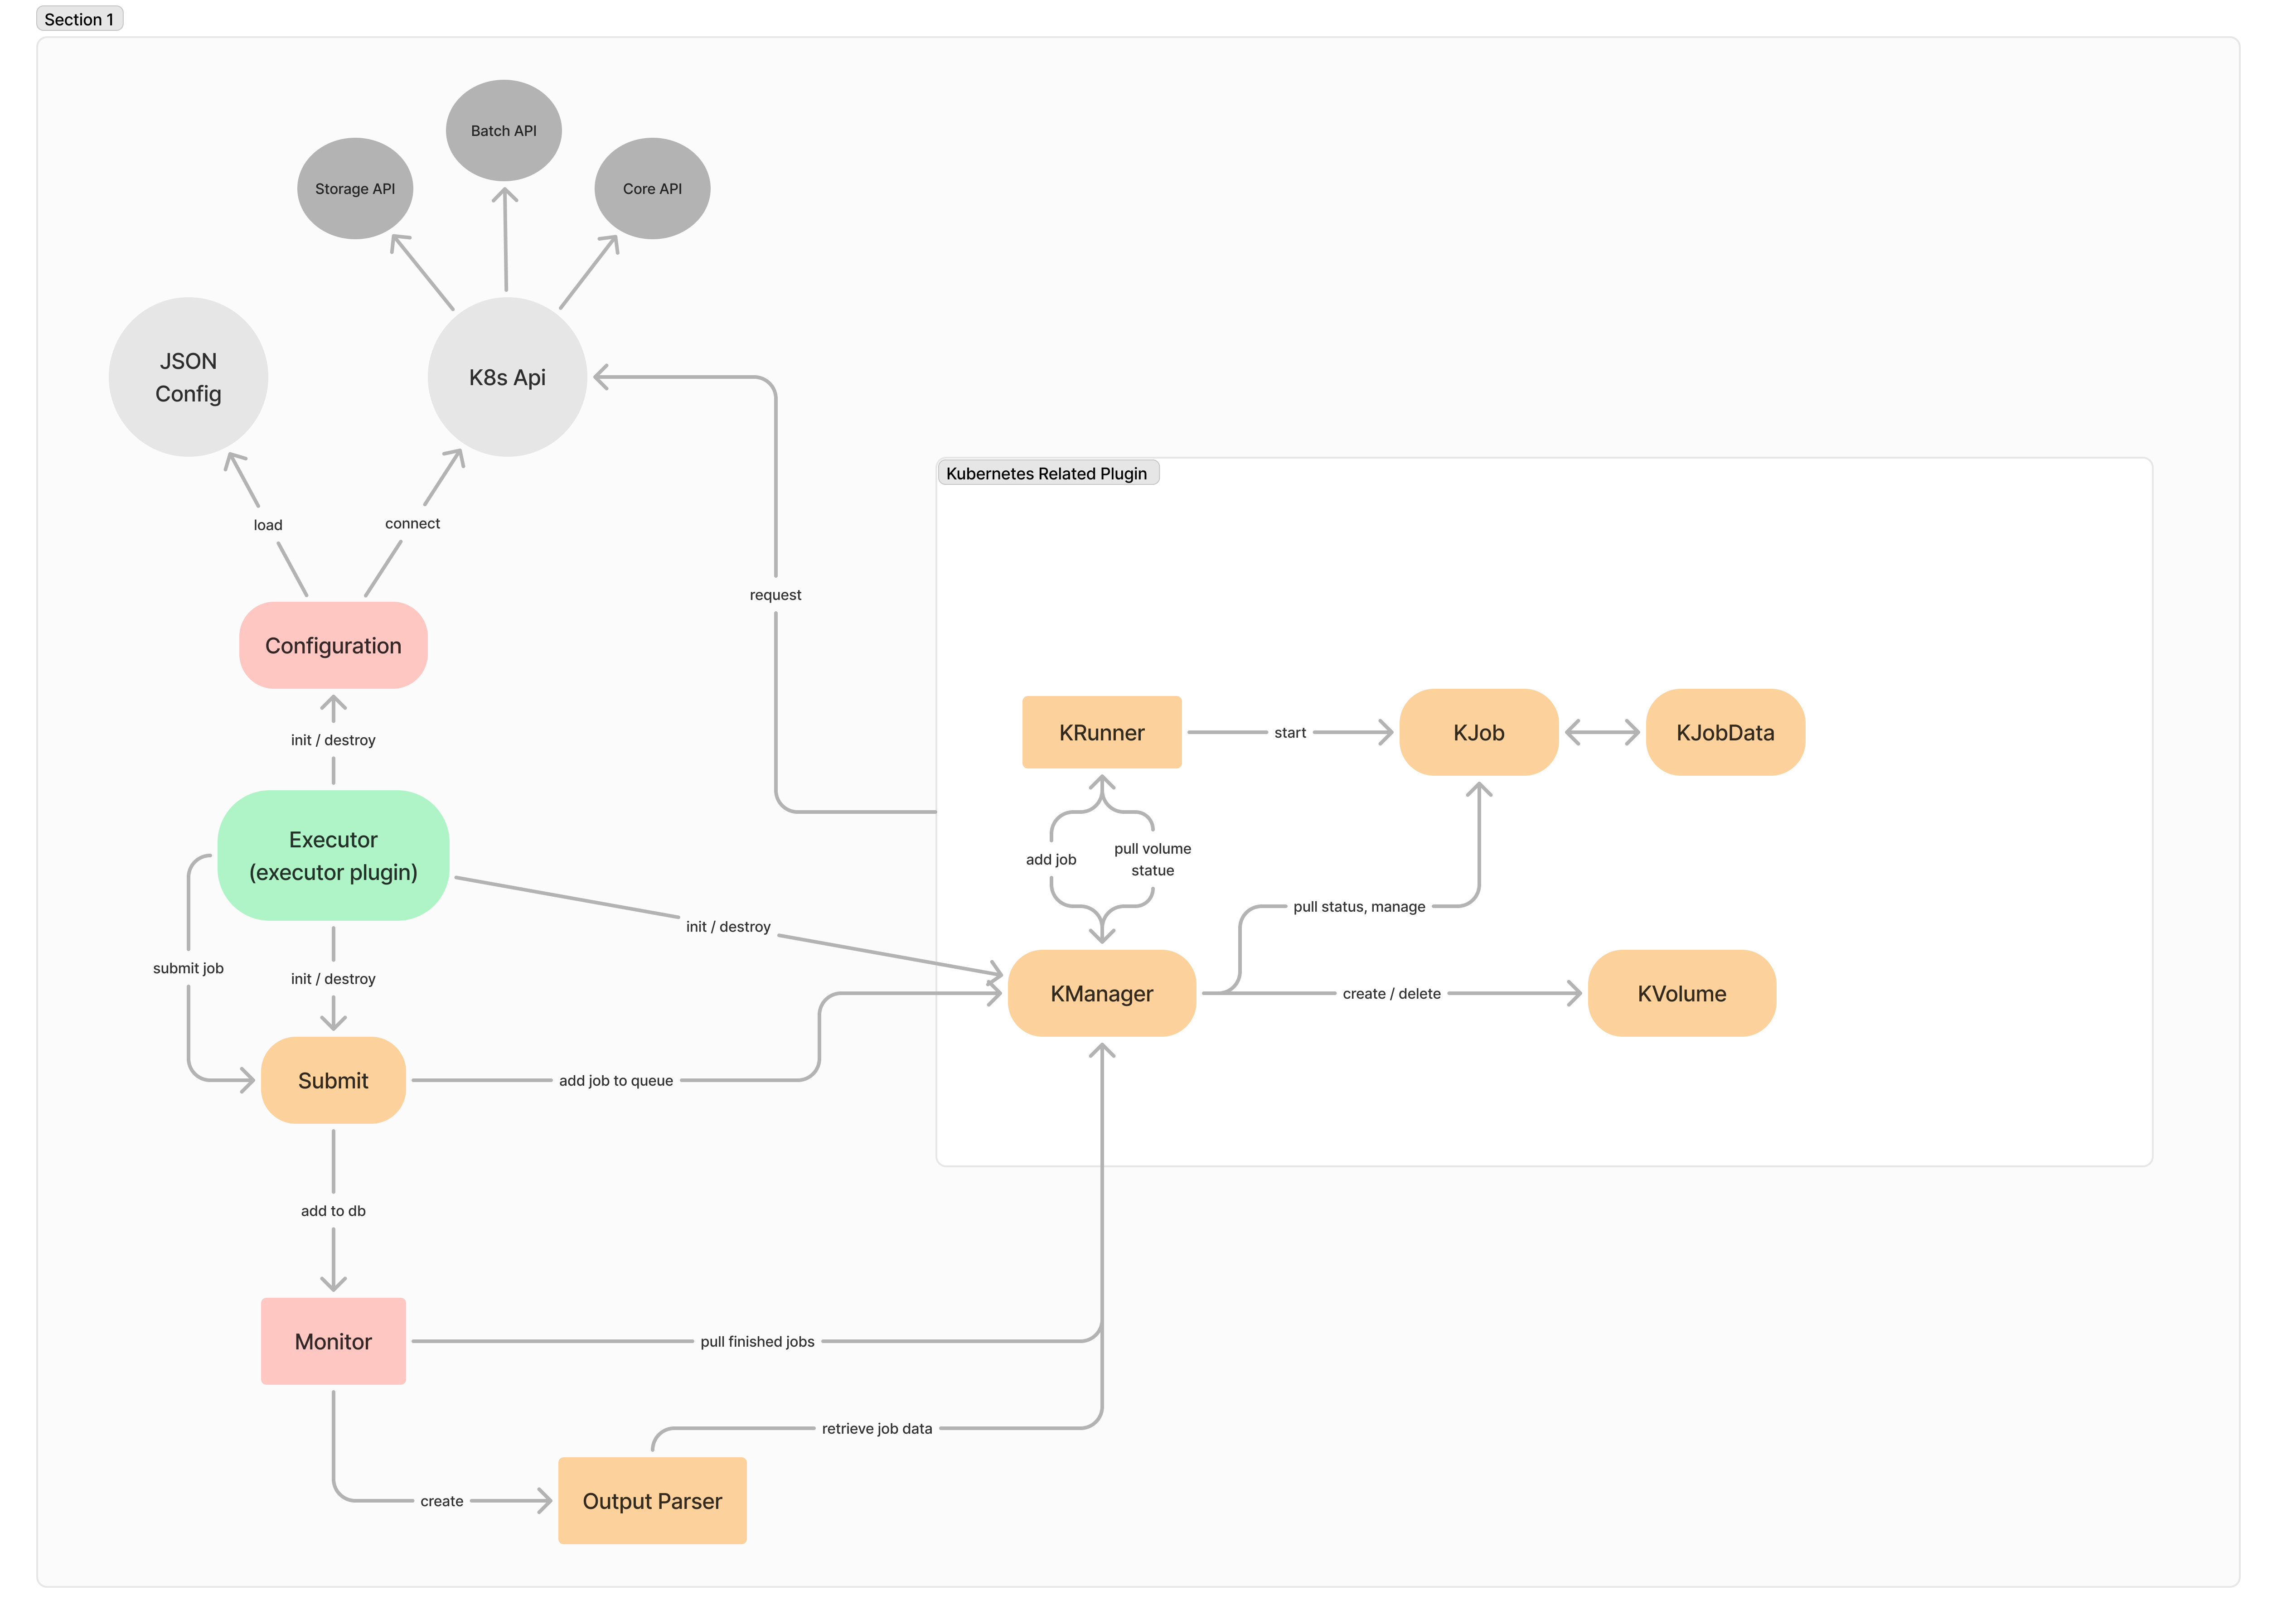 Section 1
Batch API
Storage API
Core API
JSON
Config
K8s Api
Kubernetes Related Plugin
load
connect
request
Configuration
init / destroy
KRunner
start
KJob
KJobData
Executor
(executor plugin)
add job
pull volume
statue
init / destroy
pull status, manage
submit job
init / destroy
KManager
create / delete
KVolume
Submit
add job to queue
add to db
Monitor
pull finished jobs
retrieve job data
create
Output Parser